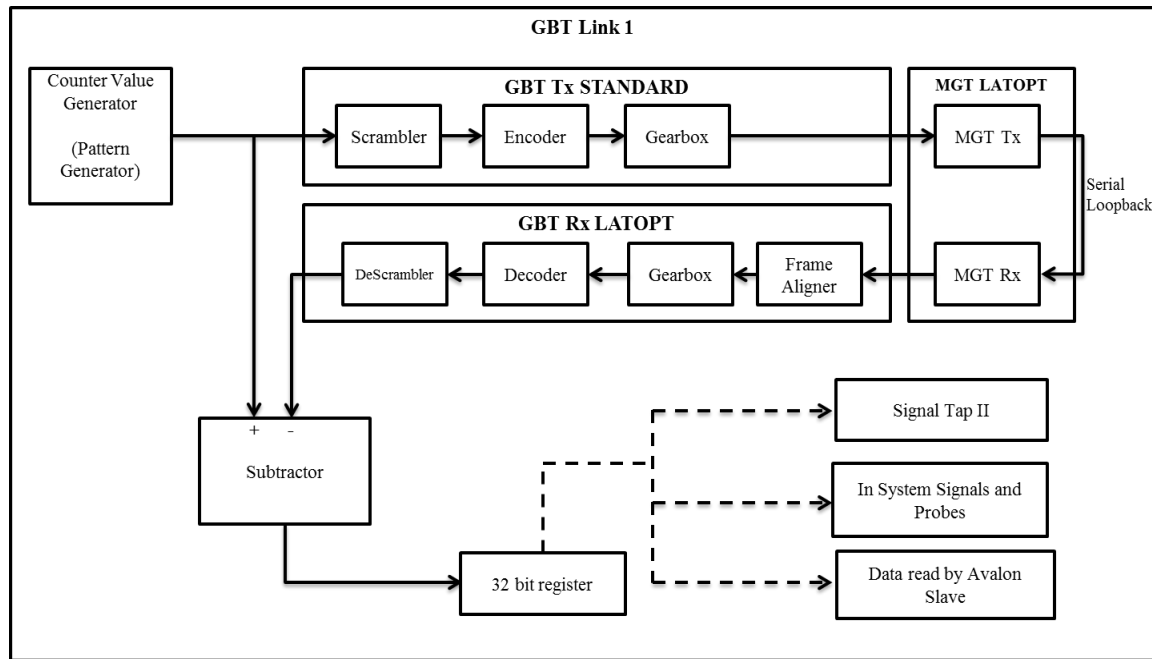 GBT Link 1
Counter Value
Generator
(Pattern
Generator)
GBT Tx STANDARD
Scrambler
Encoder
Gearbox
MGT LATOPT
MGT Tx
Serial
Loopback
GBT Rx LATOPT
DeScrambler
Decoder
Gearbox
Frame
Aligner
MGT Rx
+ -
Subtractor
32 bit register
Signal Tap II
In System Signals and
Probes
Data read by Avalon
Slave